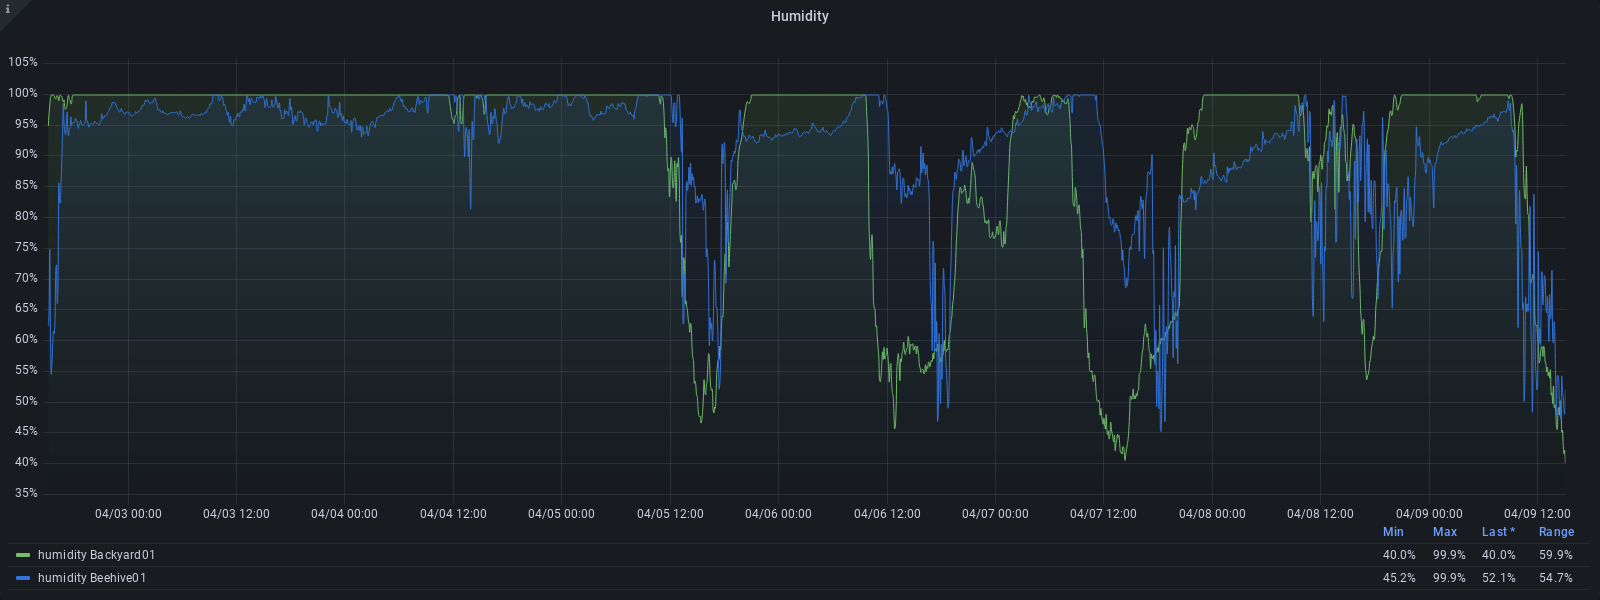 i
Humidity
105%
100%
95%
90%
85%
80%
75%
70%
65%
60%
55%
50%
45%
40%
35%
04/03 00:00 04/03 12:00 04/04 00:00 04/04 12:00 04/05 00:00 04/05 12:00 04/06 00:00 04/06 12:00 04/07 00:00 04/07 12:00 04/08 00:00 04/08 12:00 04/09 00:00 04/09 12:00
Min Max Last * Range
humidity Backyard01 40.0% 99.9% 40.0% 59.9%
humidity Beehive01 45.2% 99.9% 52.1% 54.7%